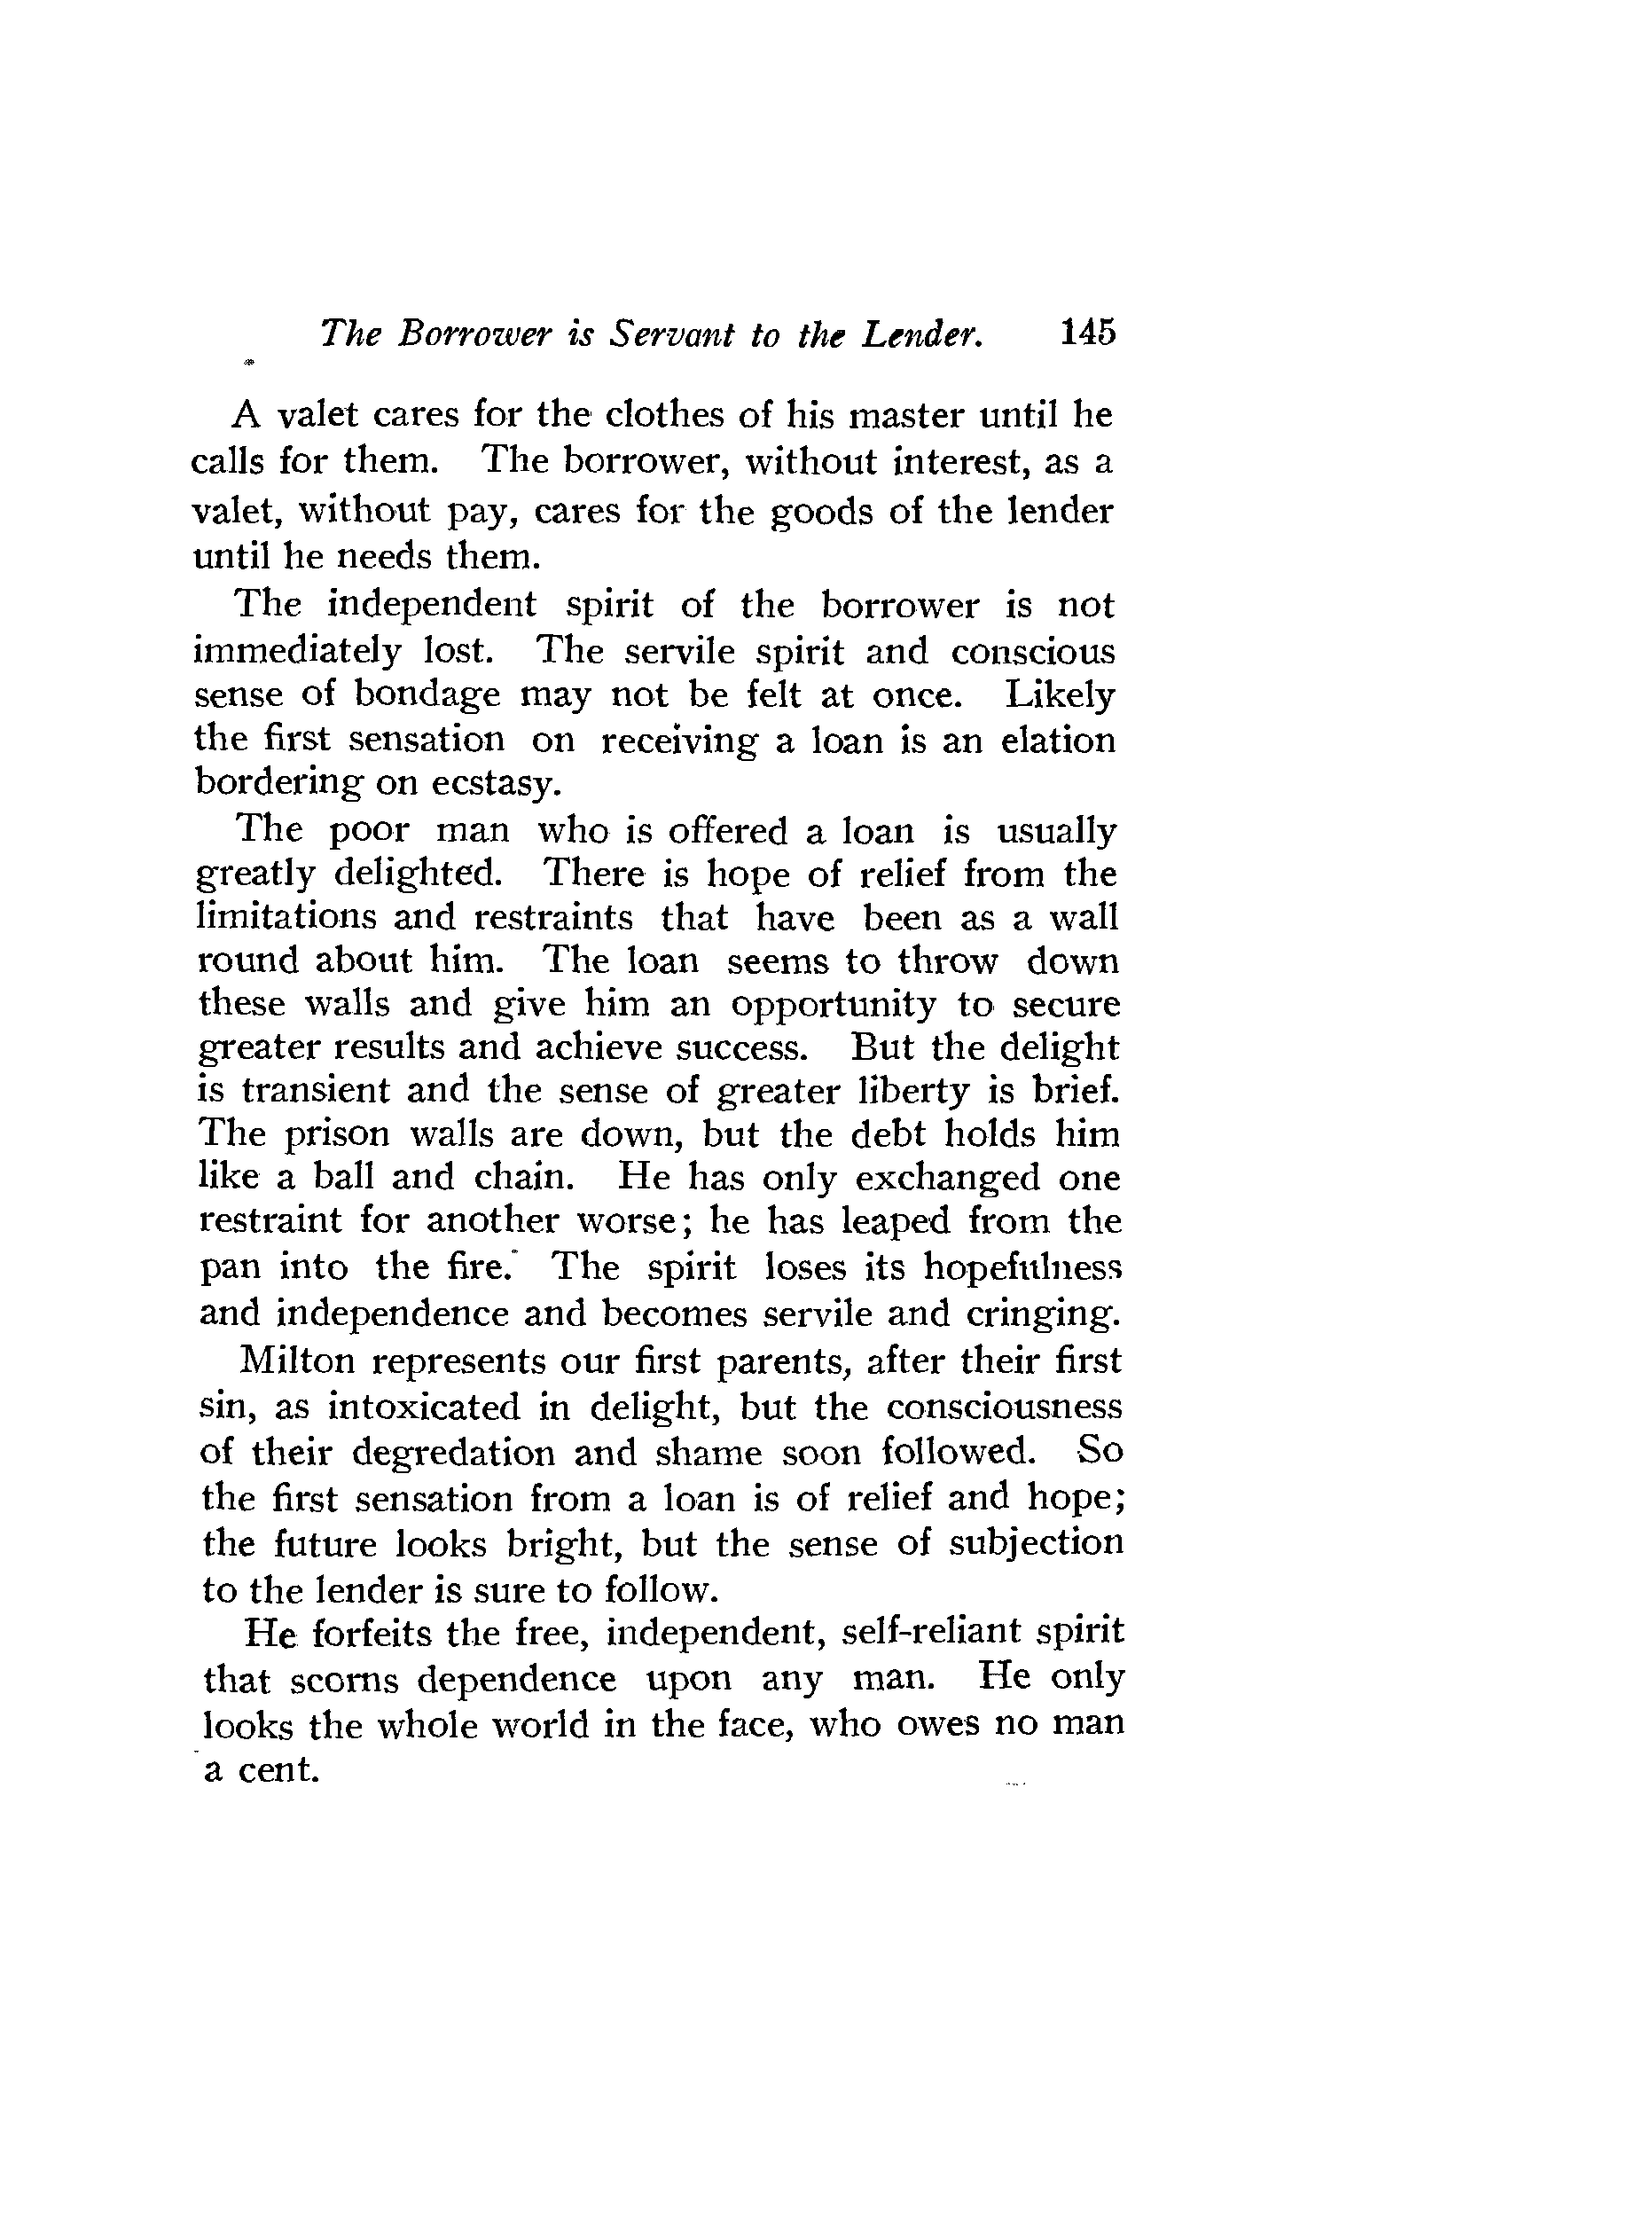 The Borrower is Servant to the Lender. 145
A valet cares for the clothes of his master until he
calls for them. The borrower, without interest, as a
valet, without pay, cares for the goods of the lender
until he needs them.
The independent spirit of the borrower is not
immediately lost. The servile spirit and conscious
sense of bondage may not be felt at once. Likely
the first sensation on receiving a loan is an elation
bordering on ecstasy.
The poor man who is offered a loan is usually
greatly delighted. There is hope of relief from the
limitations and restraints that have been as a wall
round about him. The loan seems to throw down
these walls and give him an opportunity to secure
greater results and achieve success. But the delight
is transient and the sense of greater liberty is brief.
The prison walls are down, but the debt holds him
like a ball and chain. He has only exchanged one
restraint for another worse; he has leaped from the
pan into the fire. The spirit loses its hopefulness
and independence and becomes servile and cringing.
Milton represents our first parents, after their first
sin, as intoxicated in delight, but the consciousness
of their degredation and shame soon followed. So
the first sensation from a loan is of relief and hope;
the future looks bright, but the sense of subjection
to the lender is sure to follow.
He forfeits the free, independent, self-reliant spirit
that scorns dependence upon any man. He only
looks the whole world in the face, who owes no man
a cent.